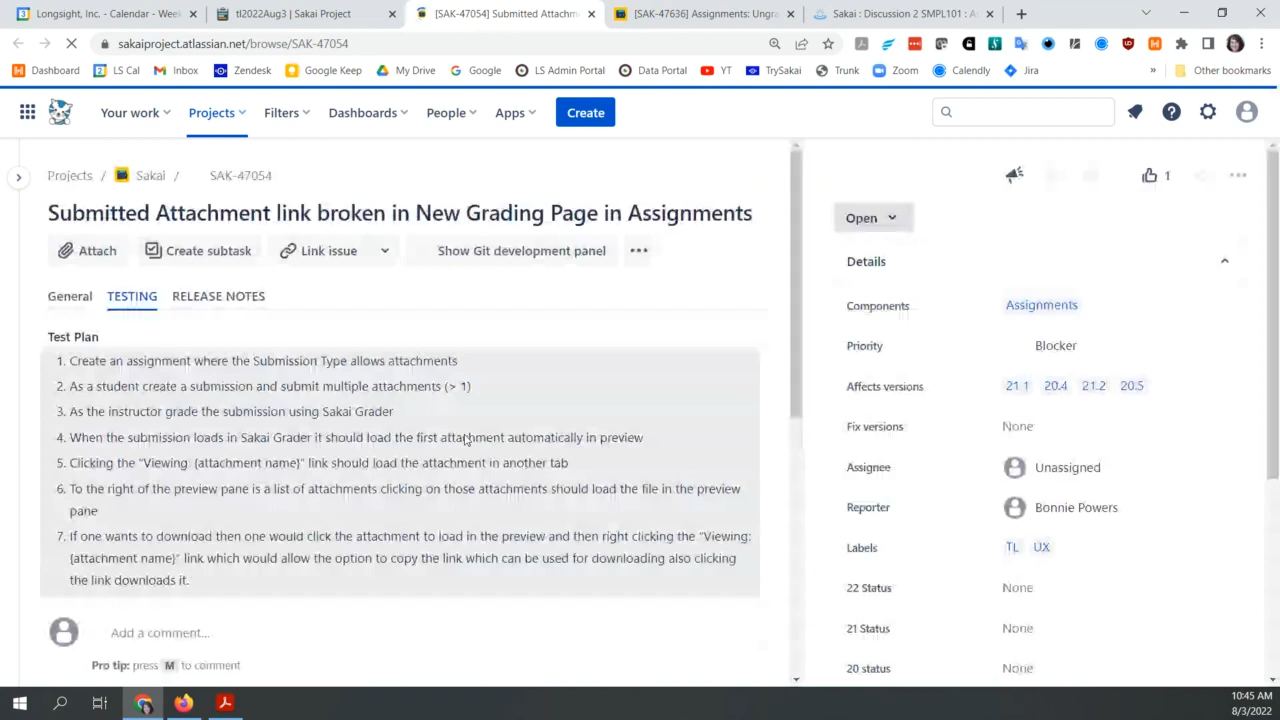 Longsight, Inc. - Calendar - Week
tl2022Aug3 | Sakai Project
[SAK-47054] Submitted Attachm
[SAK-47636] Assignments: Ungra
Sakai : Discussion 2 SMPL101 : A
sakaiproject.atlassian.net/browse/SAK-47054
Dashboard
LS Cal
Inbox
Zendesk
Google Keep
My Drive
Google
LS Admin Portal
Data Portal
YT
TrySakai
Trunk
Zoom
Calendly
Jira
»
Other bookmarks
Your work
Projects
Filters
Dashboards
People
Apps
Create
Projects / Sakai / SAK-47054
1
Submitted Attachment link broken in New Grading Page in Assignments
Open
Attach
Create subtask
Link issue
Show Git development panel
Details
General
TESTING
RELEASE NOTES
Components
Assignments
Test Plan
Priority
Blocker
1. Create an assignment where the Submission Type allows attachments
2. As a student create a submission and submit multiple attachments (> 1)
Affects versions
21.1 20.4 21.2 20.5
3. As the instructor grade the submission using Sakai Grader
Fix versions
None
4. When the submission loads in Sakai Grader it should load the first attachment automatically in preview
5. Clicking the "Viewing: {attachment name}" link should load the attachment in another tab
Assignee
Unassigned
6. To the right of the preview pane is a list of attachments clicking on those attachments should load the file in the preview
pane
Reporter
Bonnie Powers
7. If one wants to download then one would click the attachment to load in the preview and then right clicking the "Viewing:
{attachment name}" link which would allow the option to copy the link which can be used for downloading also clicking
the link downloads it.
Labels
TL UX
22 Status
None
Add a comment...
21 Status
None
Pro tip: press M to comment
20 status
None
10:45 AM
8/3/2022